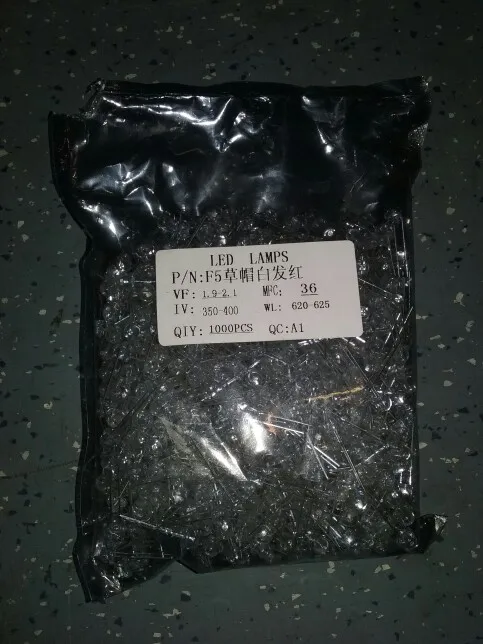 LED LAMPS
P/N:F5草帽白发红
VF: 1.9-2.1 MFC: 36
IV: 350-400 WL: 620-625
QIY: 1000PCS QC:A1